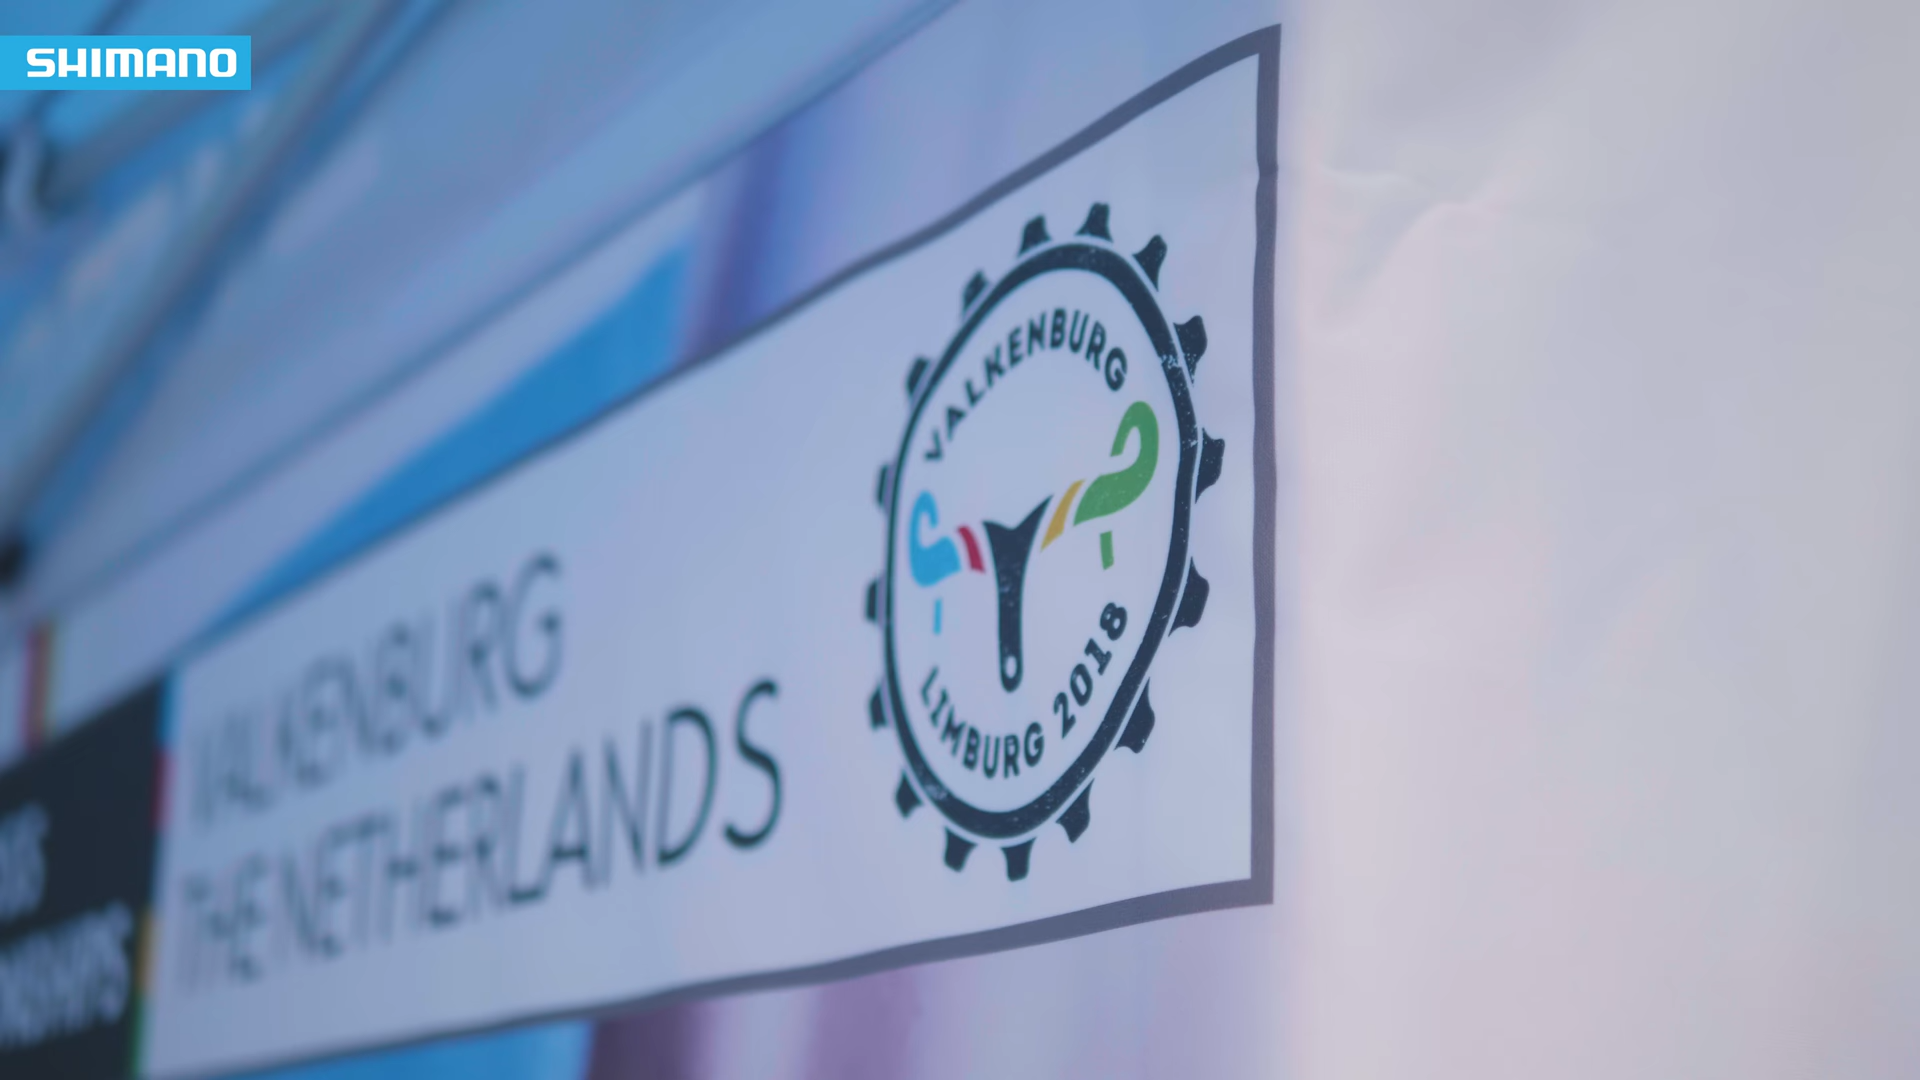 SHIMANO
VALKENBURG
THE NETHERLANDS
VALKENBURG
LIMBURG 2018